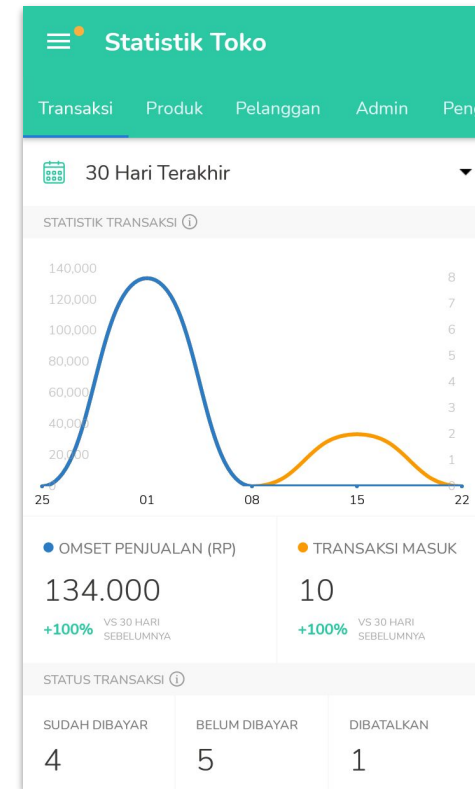 Statistik Toko
Transaksi Produk Pelanggan Admin
30 Hari Terakhir
STATISTIK TRANSAKSI
140,000
120,000
100,000
80,000
60,000
40,000
20,000
0
8
7
6
5
4
3
2
1
0
25 01 08 15 22
OMSET PENJUALAN (RP)
134.000
+100% VS 30 HARI
SEBELUMNYA
TRANSAKSI MASUK
10
+100% VS 30 HARI
SEBELUMNYA
STATUS TRANSAKSI
SUDAH DIBAYAR
4
BELUM DIBAYAR
5
DIBATALKAN
1